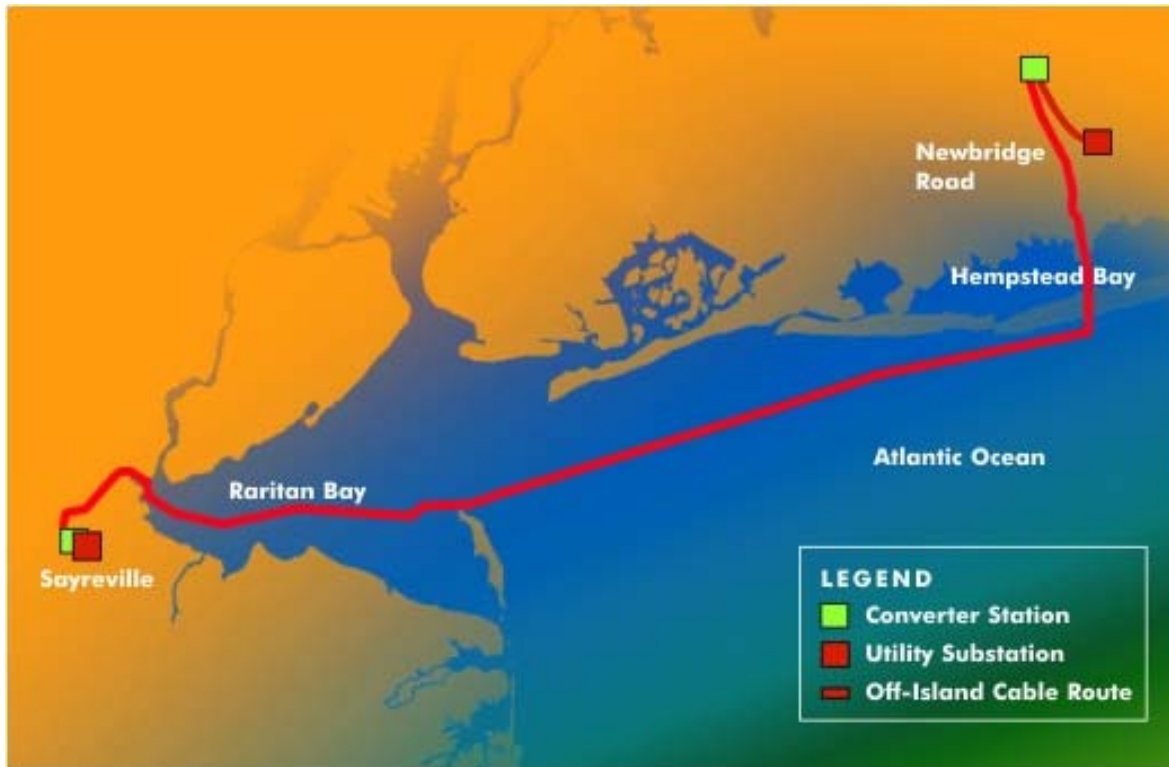 Newbridge
Road
Hempstead Bay
Atlantic Ocean
Raritan Bay
Sayreville
LEGEND
Converter Station
Utility Substation
Off-Island Cable Route